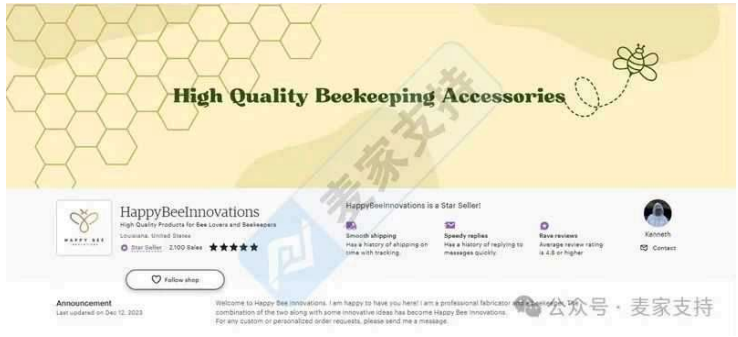 High Quality Beekeeping Accessories
麦家支持
HAPPY BEE
HappyBeeInnovations
High Quality Products for Bee Lovers and Beekeepers
Louisiana, United States
Star Seller 2,100 Sales
Follow shop
HappyBeeInnovations is a Star Seller!
Smooth shipping
Has a history of shipping on
time with tracking.
Speedy replies
Has a history of replying to
messages quickly.
Rave reviews
Average review rating
is 4.8 or higher
Kenneth
Contact
Announcement
Last updated on Dec 12, 2023
Welcome to Happy Bee Innovations. I am happy to have you here! I am a professional fabricator and a beekeeper. The
combination of the two along with some innovative ideas has become Happy Bee Innovations.
For any custom or personalized order requests, please send me a message.
公众号 · 麦家支持